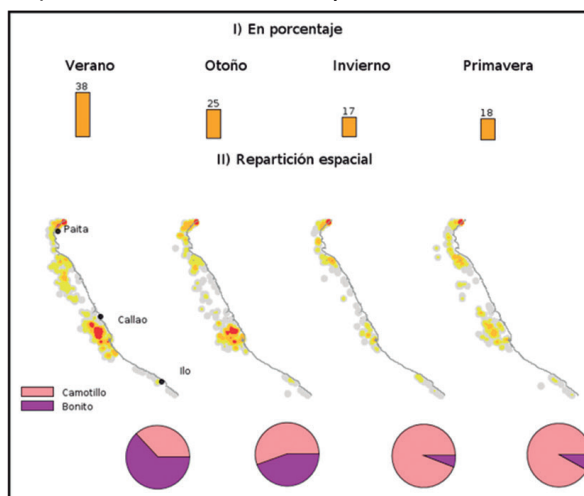 I) En porcentaje
Verano Otoño Invierno Primavera
38 25 17 18
II) Repartición espacial
Paita
Callao
Ilo
Camotillo
Bonito